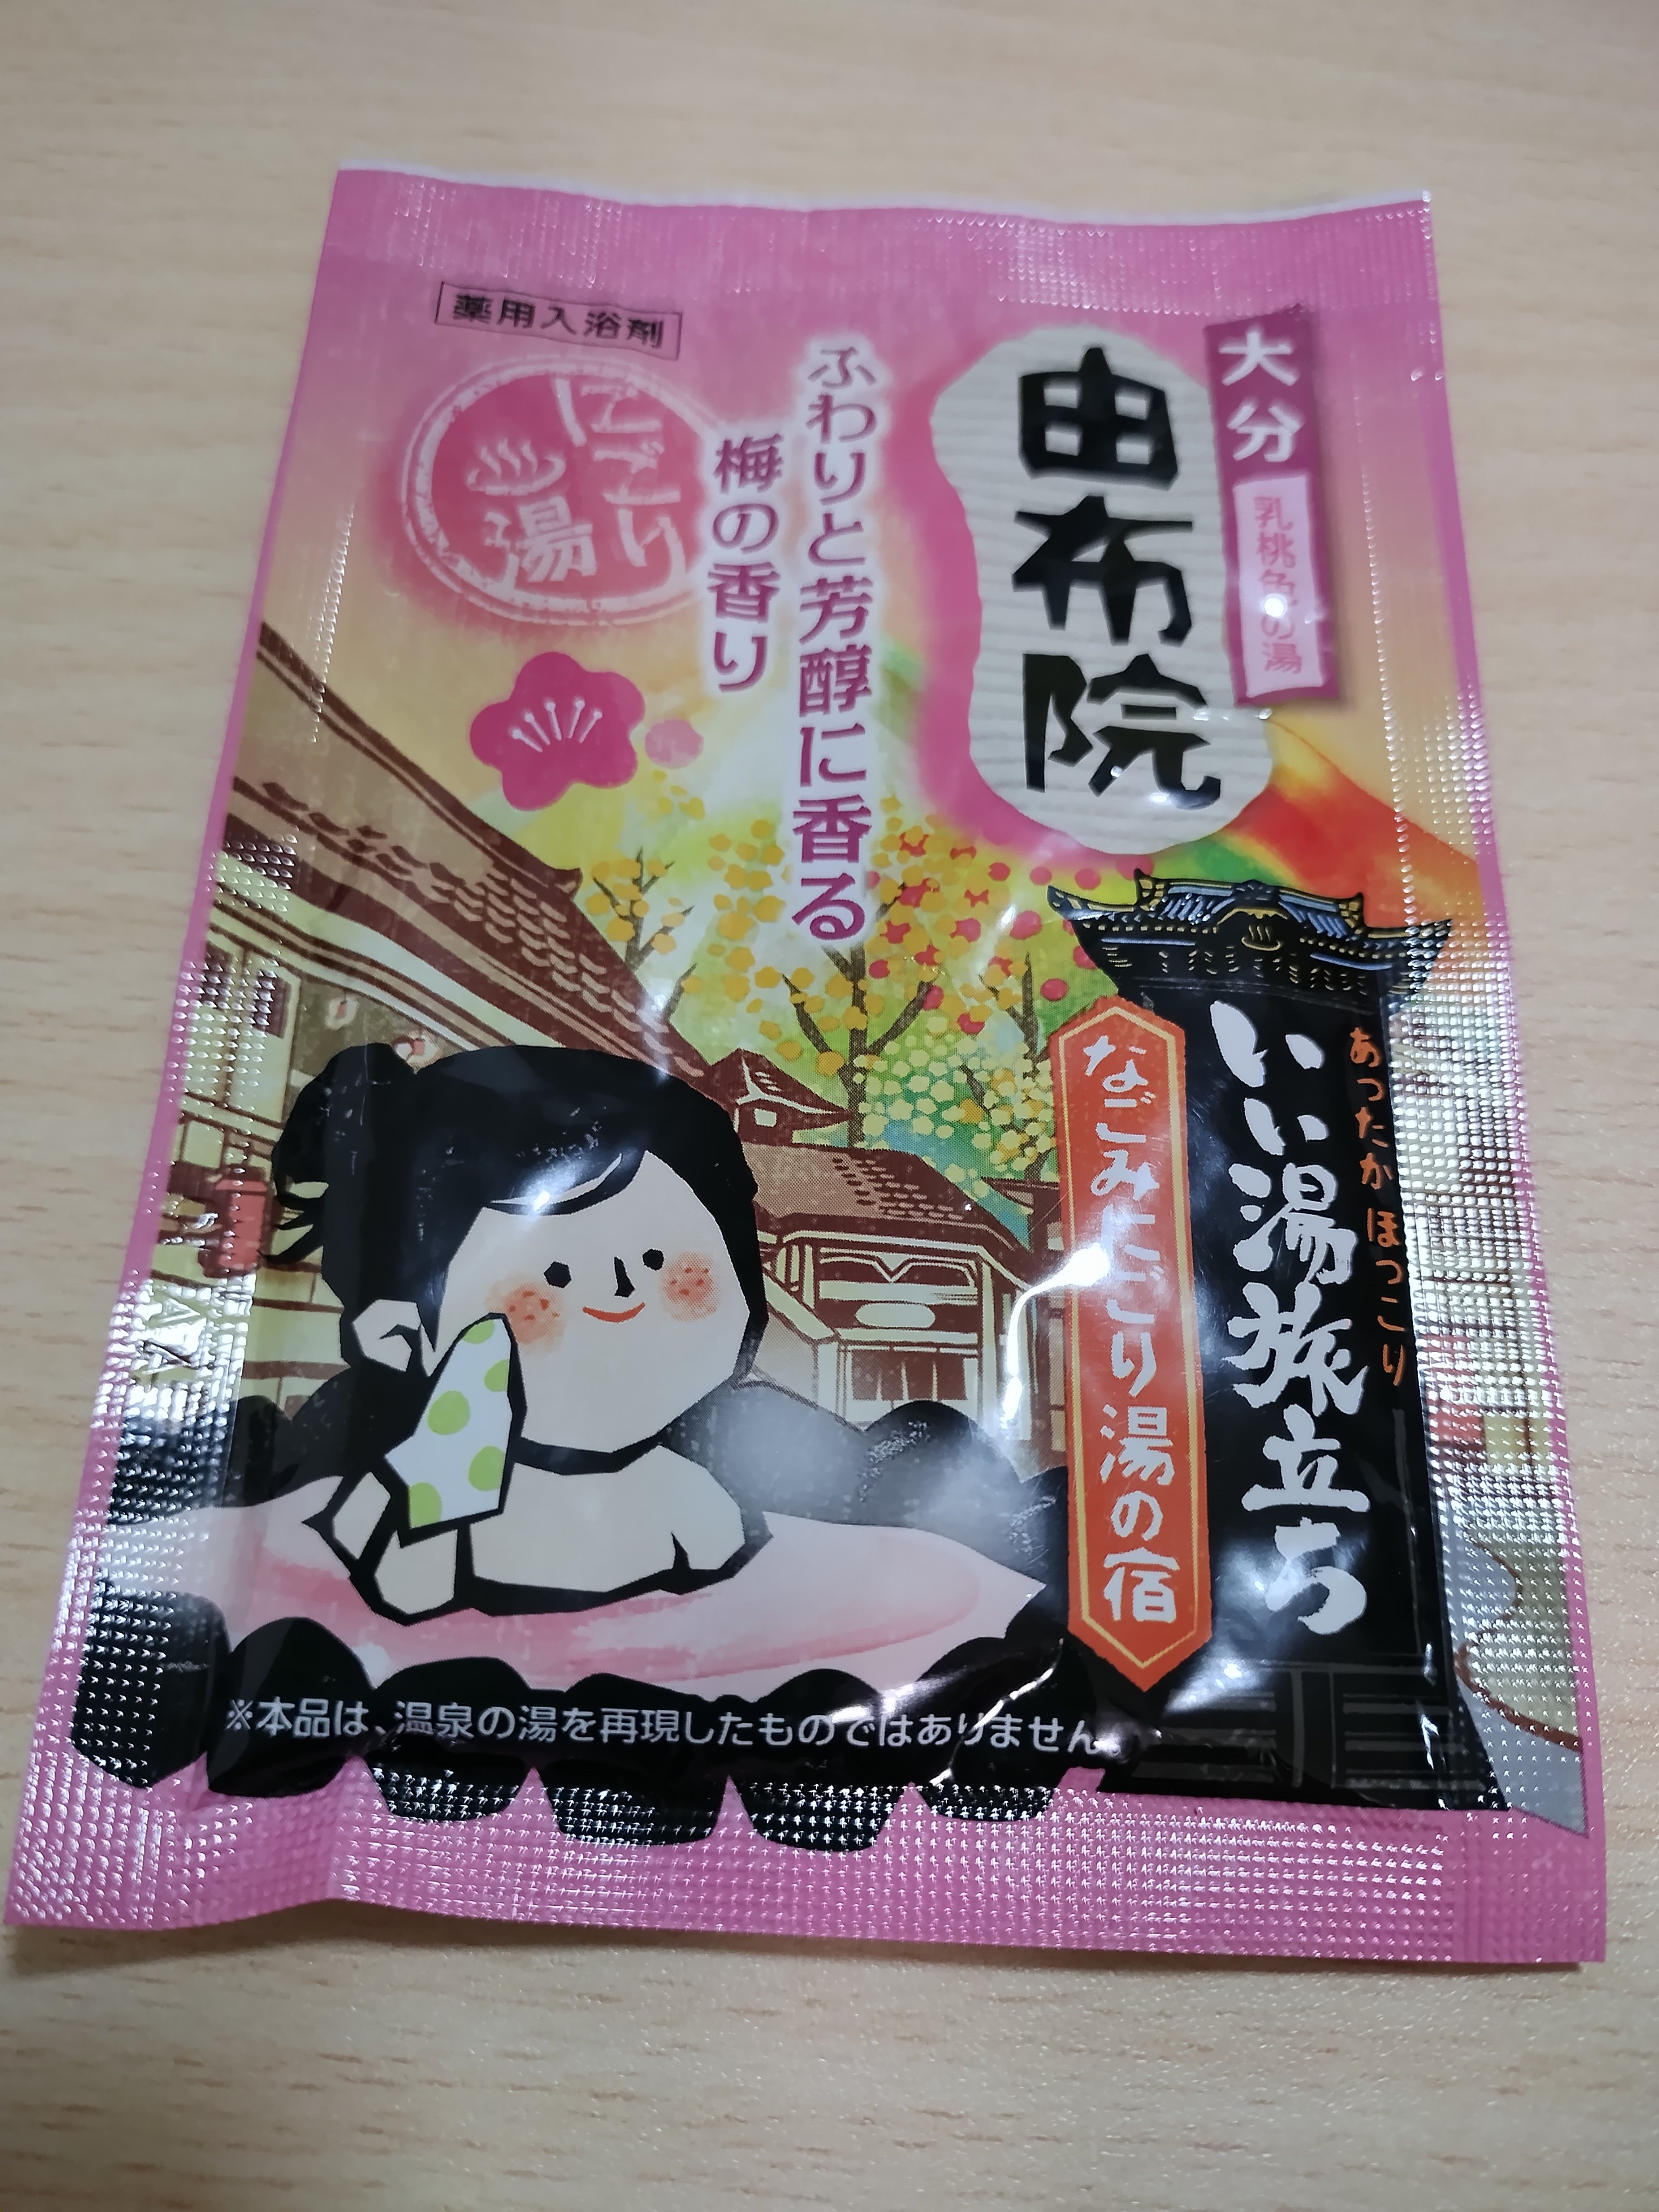 薬用入浴剤
にごり
湯
大分
乳桃色の湯
由布院
ふわりと芳醇に香る
梅の香り
あったかほっこり
いい湯旅立ち
なごみにごり湯の宿
※本品は、温泉の湯を再現したものではありません。